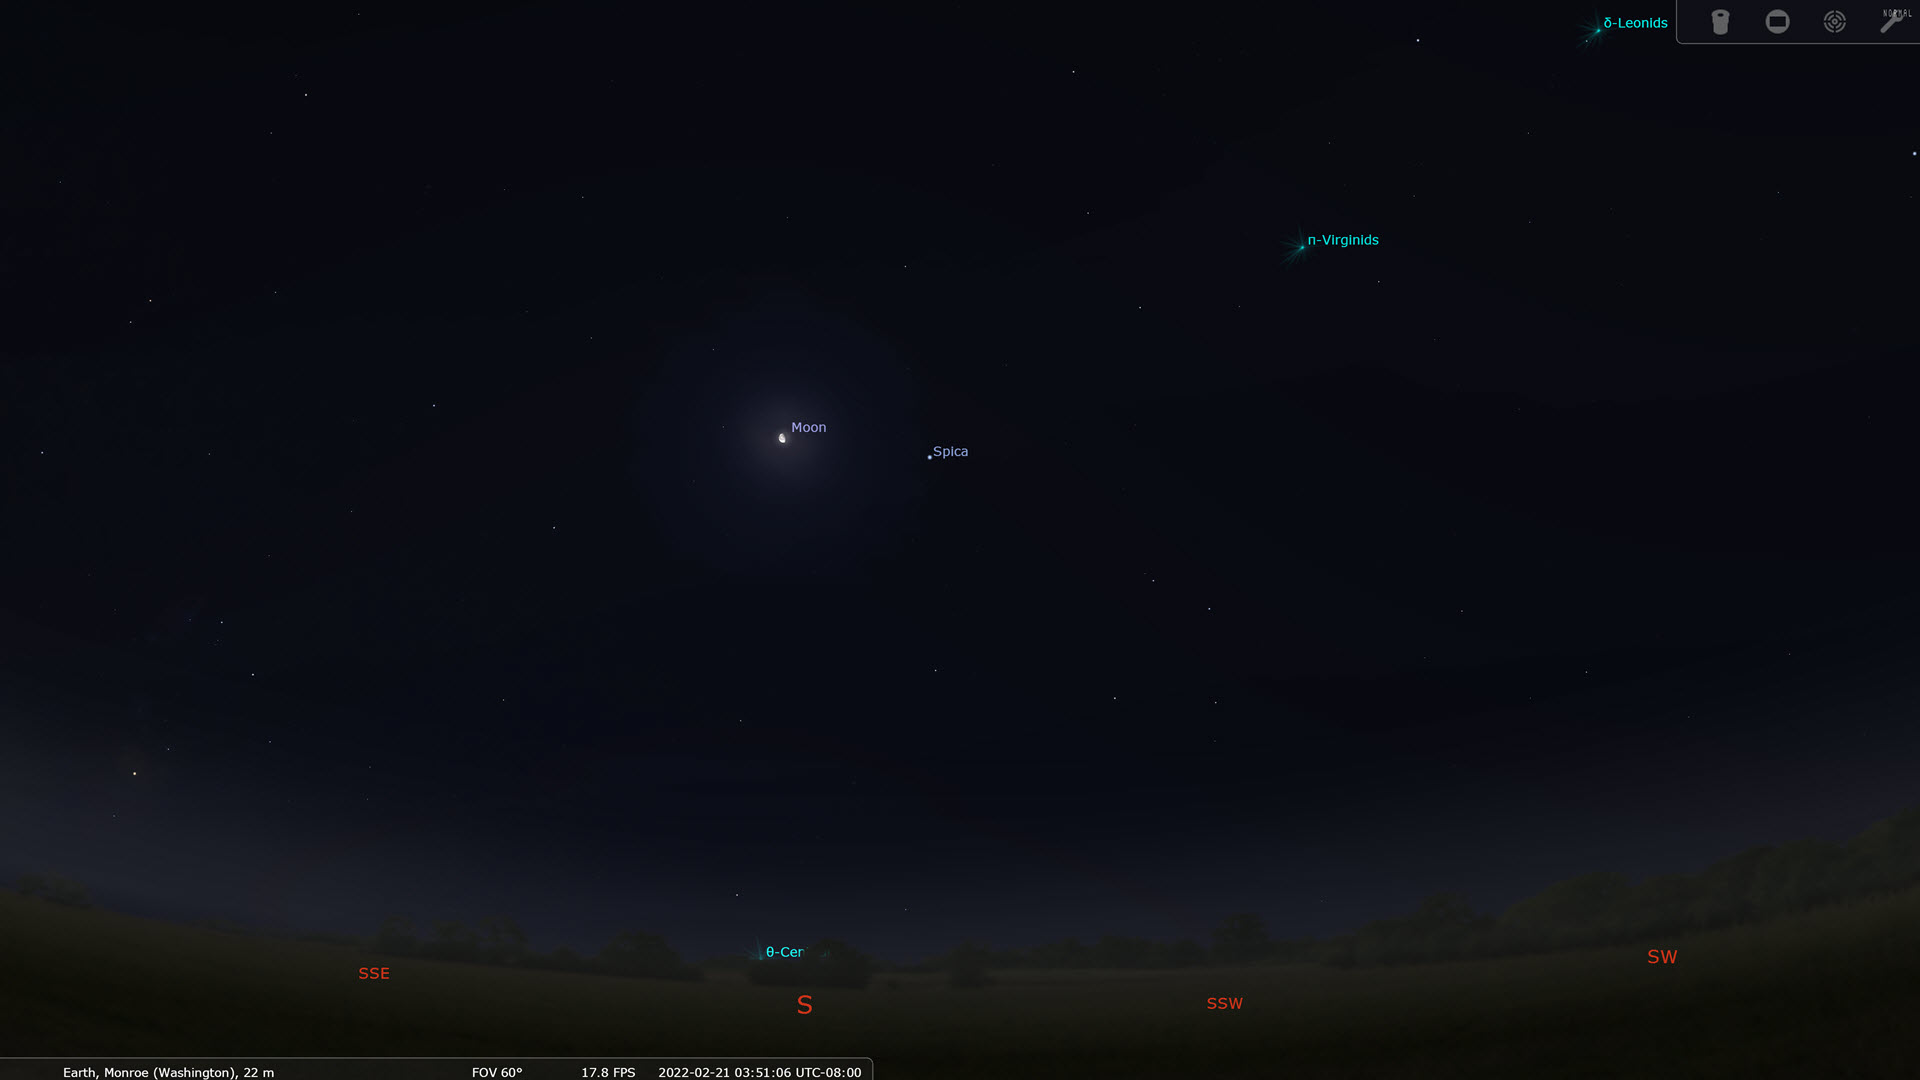 δ-Leonids
NORMAL
π-Virginids
Moon
Spica
θ-Cen
SSE
S
SSW
SW
Earth, Monroe (Washington), 22 m
FOV 60°
17.8 FPS
2022-02-21 03:51:06 UTC-08:00